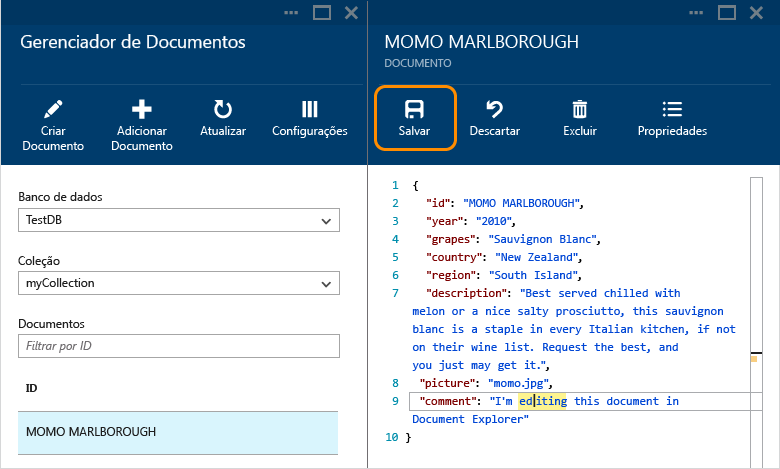 Gerenciador de Documentos
Criar Documento
Adicionar Documento
Atualizar
Configurações
Banco de dados
TestDB
Coleção
myCollection
Documentos
Filtrar por ID
ID
MOMO MARLBOROUGH
MOMO MARLBOROUGH
DOCUMENTO
Salvar
Descartar
Excluir
Propriedades
1 {
2 "id": "MOMO MARLBOROUGH",
3 "year": "2010",
4 "grapes": "Sauvignon Blanc",
5 "country": "New Zealand",
6 "region": "South Island",
7 "description": "Best served chilled with
melon or a nice salty prosciutto, this sauvignon
blanc is a staple in every Italian kitchen, if not
on their wine list. Request the best, and
you just may get it.",
8 "picture": "momo.jpg",
9 "comment": "I'm editing this document in
Document Explorer"
10 }